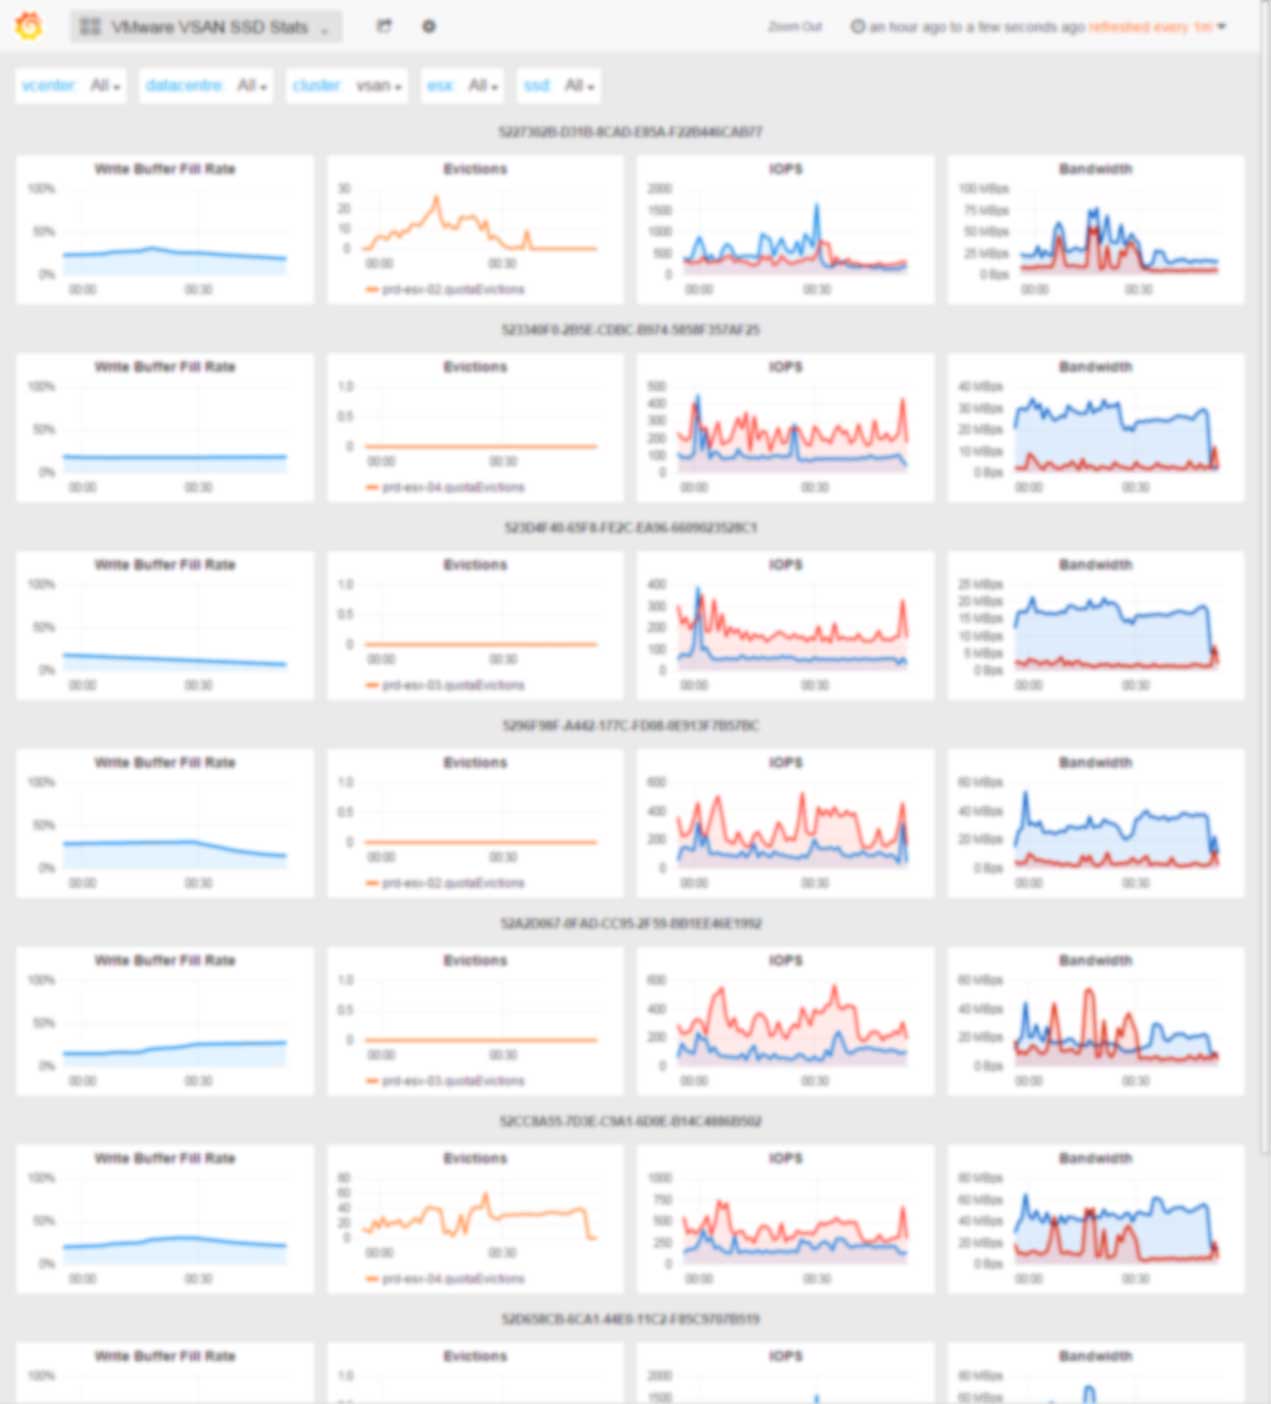 VMware VSAN SSD Stats
Zoom Out
an hour ago to a few seconds ago refreshed every 1m
vcenter: All
datacentre: All
cluster: vsan
esx: All
ssd: All
Write Buffer Fill Rate
100%
50%
0%
00:00 00:30
Evictions
30
20
10
0
00:00 00:30
prd-esx-02.quotaEvictions
IOPS
2000
1500
1000
500
0
00:00 00:30
Bandwidth
100 MBps
75 MBps
50 MBps
25 MBps
0 Bps
00:00 00:30
Write Buffer Fill Rate
100%
50%
0%
00:00 00:30
Evictions
1.0
0.5
0
00:00 00:30
prd-esx-04.quotaEvictions
IOPS
500
400
300
200
100
0
00:00 00:30
Bandwidth
40 MBps
30 MBps
20 MBps
10 MBps
0 Bps
00:00 00:30
Write Buffer Fill Rate
100%
50%
0%
00:00 00:30
Evictions
1.0
0.5
0
00:00 00:30
prd-esx-03.quotaEvictions
IOPS
400
300
200
100
0
00:00 00:30
Bandwidth
25 MBps
20 MBps
15 MBps
10 MBps
5 MBps
0 Bps
00:00 00:30
Write Buffer Fill Rate
100%
50%
0%
00:00 00:30
Evictions
1.0
0.5
0
00:00 00:30
prd-esx-02.quotaEvictions
IOPS
600
400
200
0
00:00 00:30
Bandwidth
60 MBps
40 MBps
20 MBps
0 Bps
00:00 00:30
Write Buffer Fill Rate
100%
50%
0%
00:00 00:30
Evictions
1.0
0.5
0
00:00 00:30
prd-esx-03.quotaEvictions
IOPS
600
400
200
0
00:00 00:30
Bandwidth
60 MBps
40 MBps
20 MBps
0 Bps
00:00 00:30
Write Buffer Fill Rate
100%
50%
0%
00:00 00:30
Evictions
80
60
40
20
0
00:00 00:30
prd-esx-04.quotaEvictions
IOPS
1000
750
500
250
0
00:00 00:30
Bandwidth
80 MBps
60 MBps
40 MBps
20 MBps
0 Bps
00:00 00:30
Write Buffer Fill Rate
100%
Evictions
1.0
IOPS
2000
1500
Bandwidth
80 MBps
60 MBps